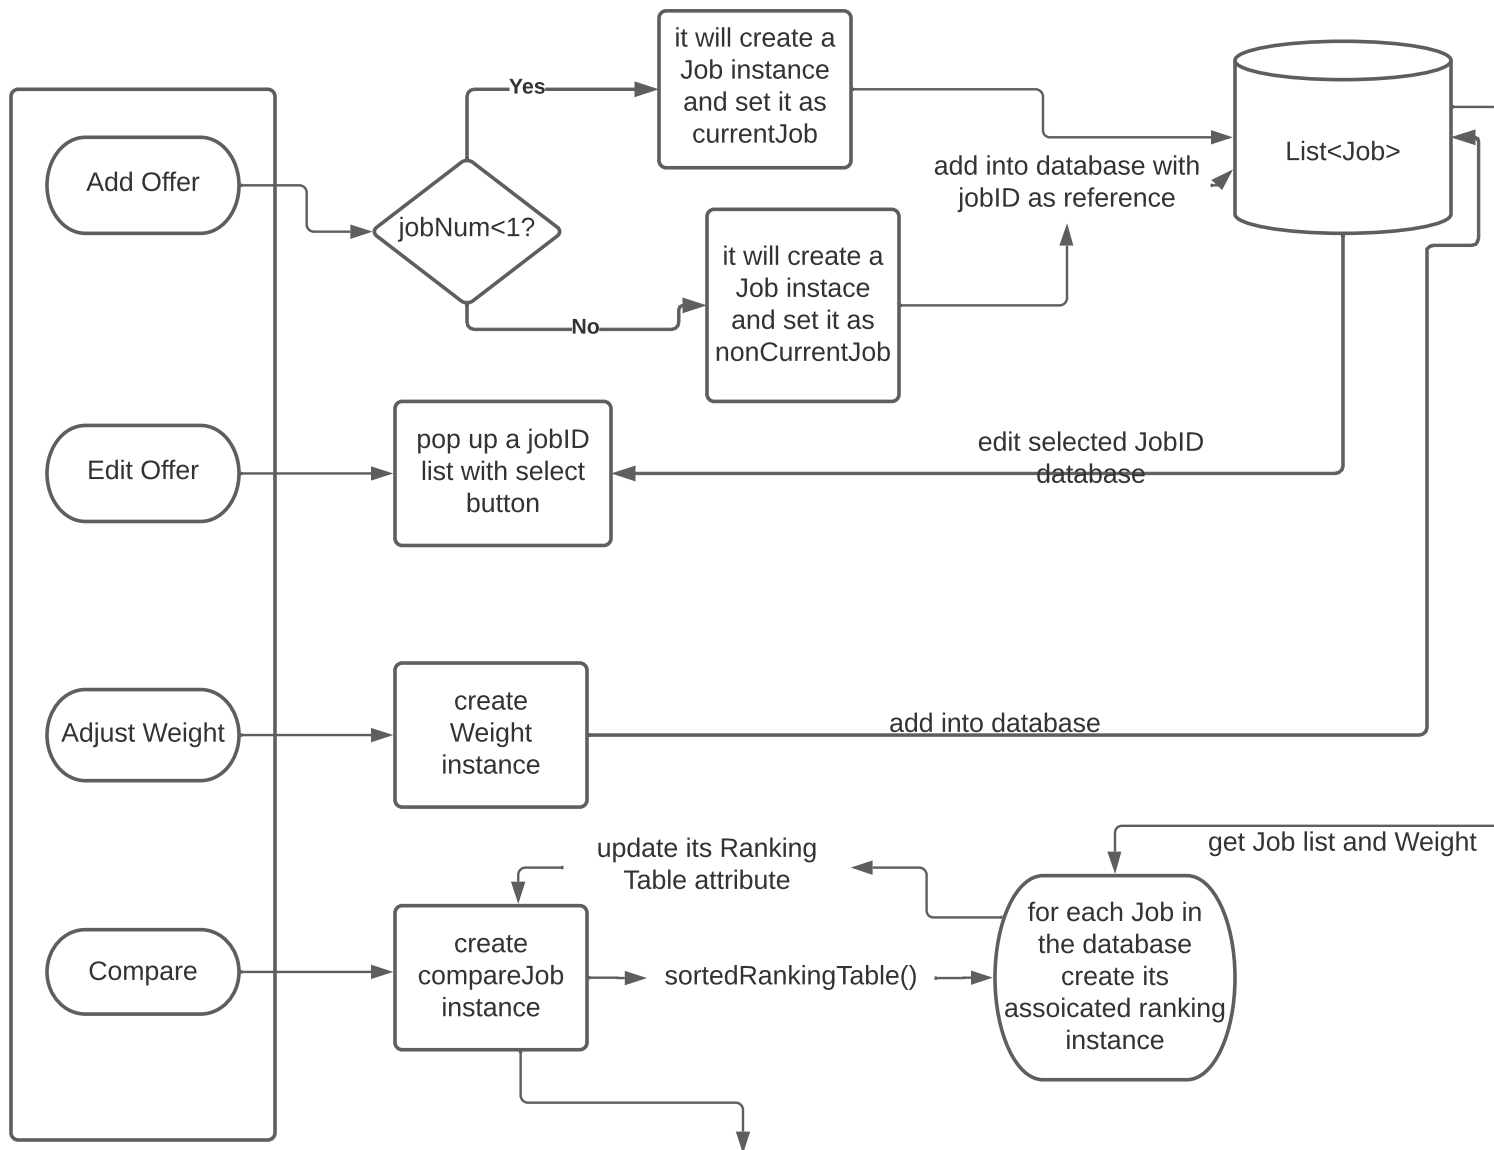 it will create a
Job instance
and set it as
currentJob
Yes
List<Job>
add into database with
jobID as reference
Add Offer
jobNum<1?
it will create a
Job instace
and set it as
nonCurrentJob
No
pop up a jobID
list with select
button
edit selected JobID
database
Edit Offer
create
Weight
instance
add into database
Adjust Weight
update its Ranking
Table attribute
get Job list and Weight
for each Job in
the database
create its
assoicated ranking
instance
create
compareJob
instance
sortedRankingTable()
Compare